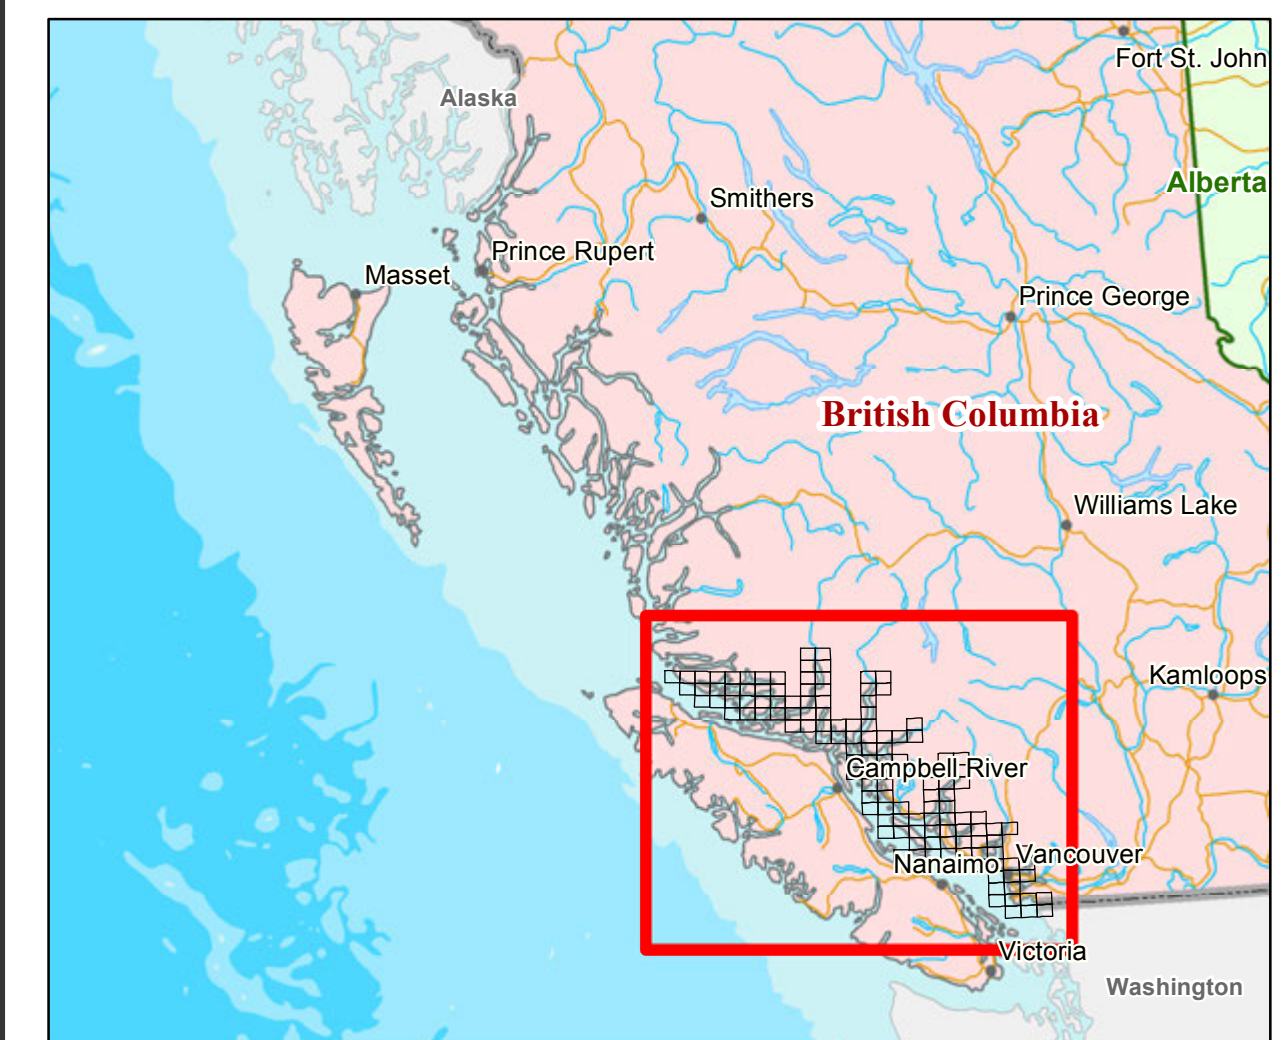 Fort St. John
Alaska
Alberta
Smithers
Prince Rupert
Masset
Prince George
British Columbia
Williams Lake
Kamloops
Campbell River
Vancouver
Nanaimo
Victoria
Washington